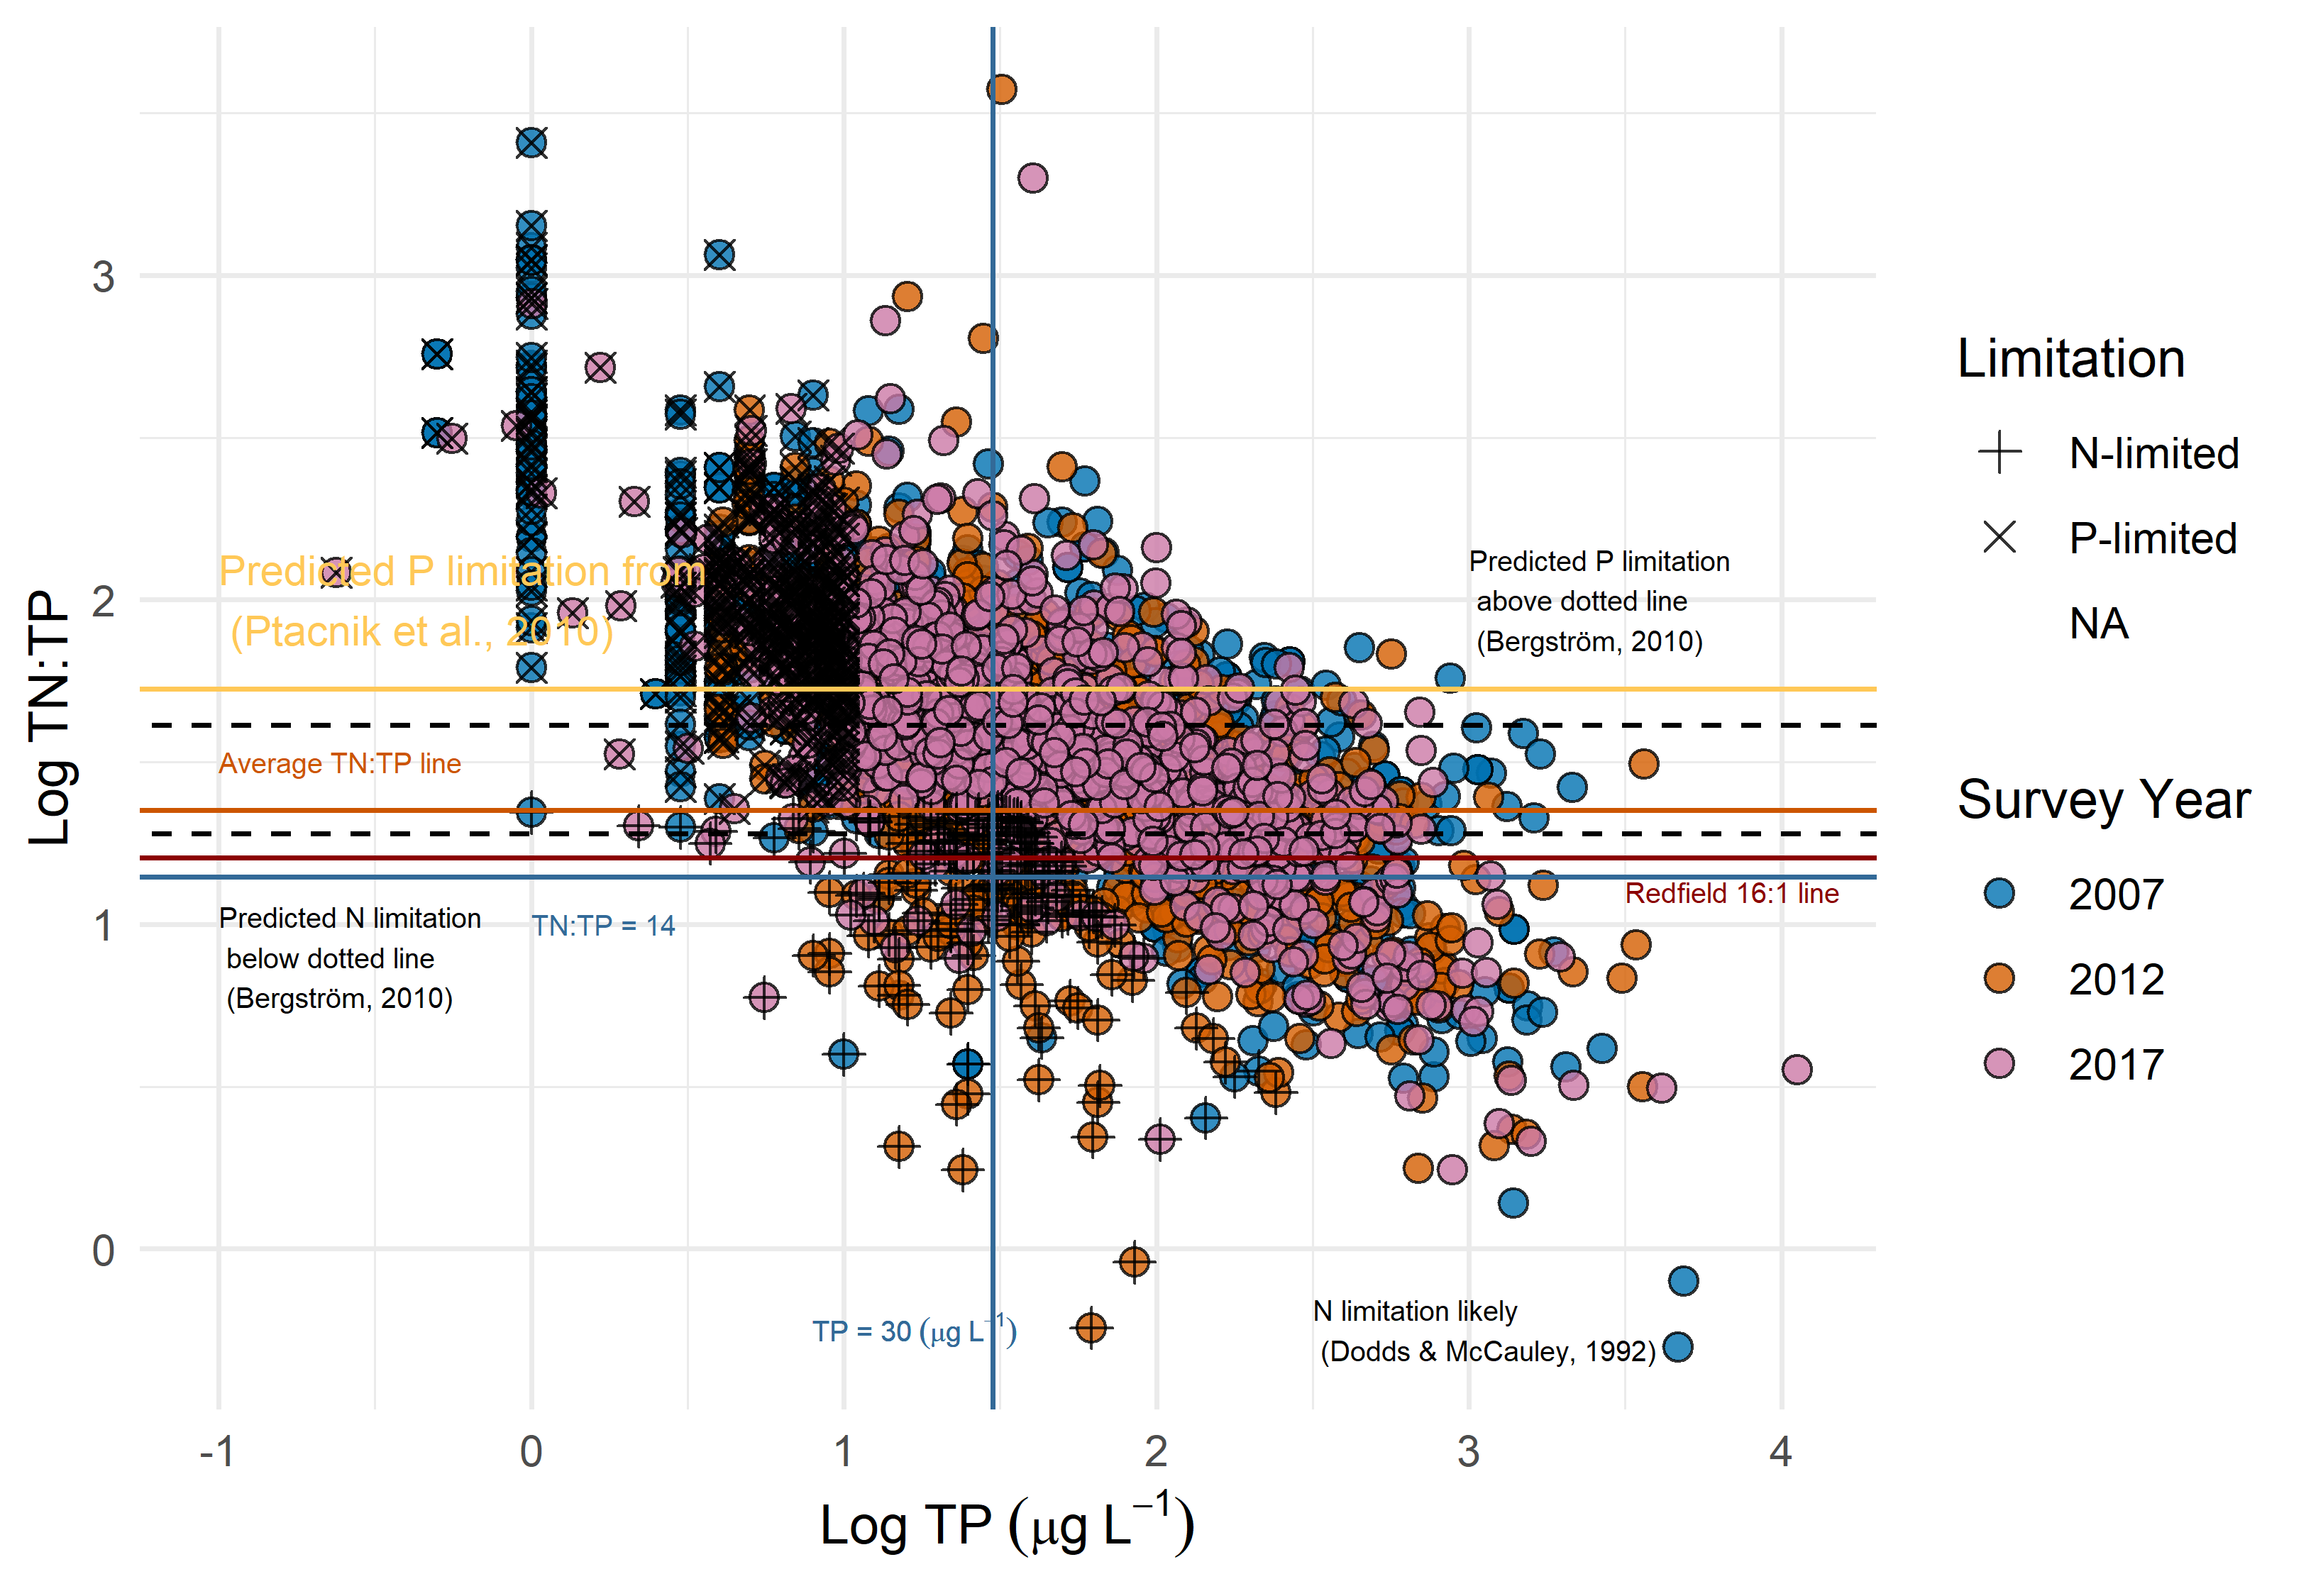 3
2
1
0
-1
0
1
2
3
4
Log TN:TP
Log TP (μg L⁻¹)
Predicted P limitation from
(Ptacnik et al., 2010)
Predicted P limitation
above dotted line
(Bergström, 2010)
Average TN:TP line
Redfield 16:1 line
Predicted N limitation
below dotted line
(Bergström, 2010)
TN:TP = 14
TP = 30 (μg L⁻¹)
N limitation likely
(Dodds & McCauley, 1992)
Limitation
N-limited
P-limited
NA
Survey Year
2007
2012
2017